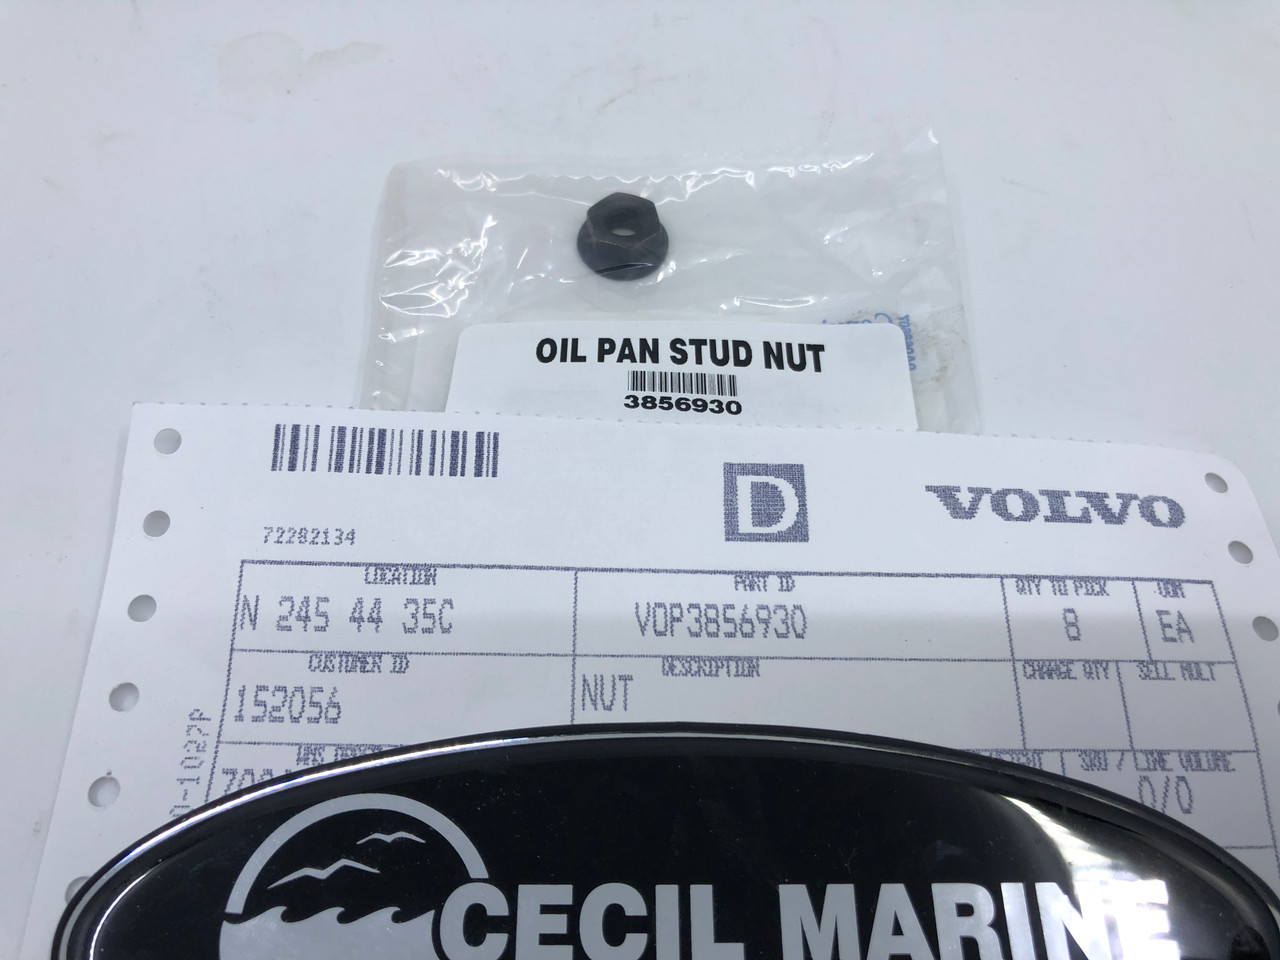 OIL PAN STUD NUT
3856930
D
VOLVO
72282134
LOCATION PART ID QTY TO PICK UOM
N 245 44 35C VOP3856930 8 EA
CUSTOMER ID DESCRIPTION CHANGE QTY SELL MULT
152056 NUT
LINE VOLUME
0/0
CECIL MARINE